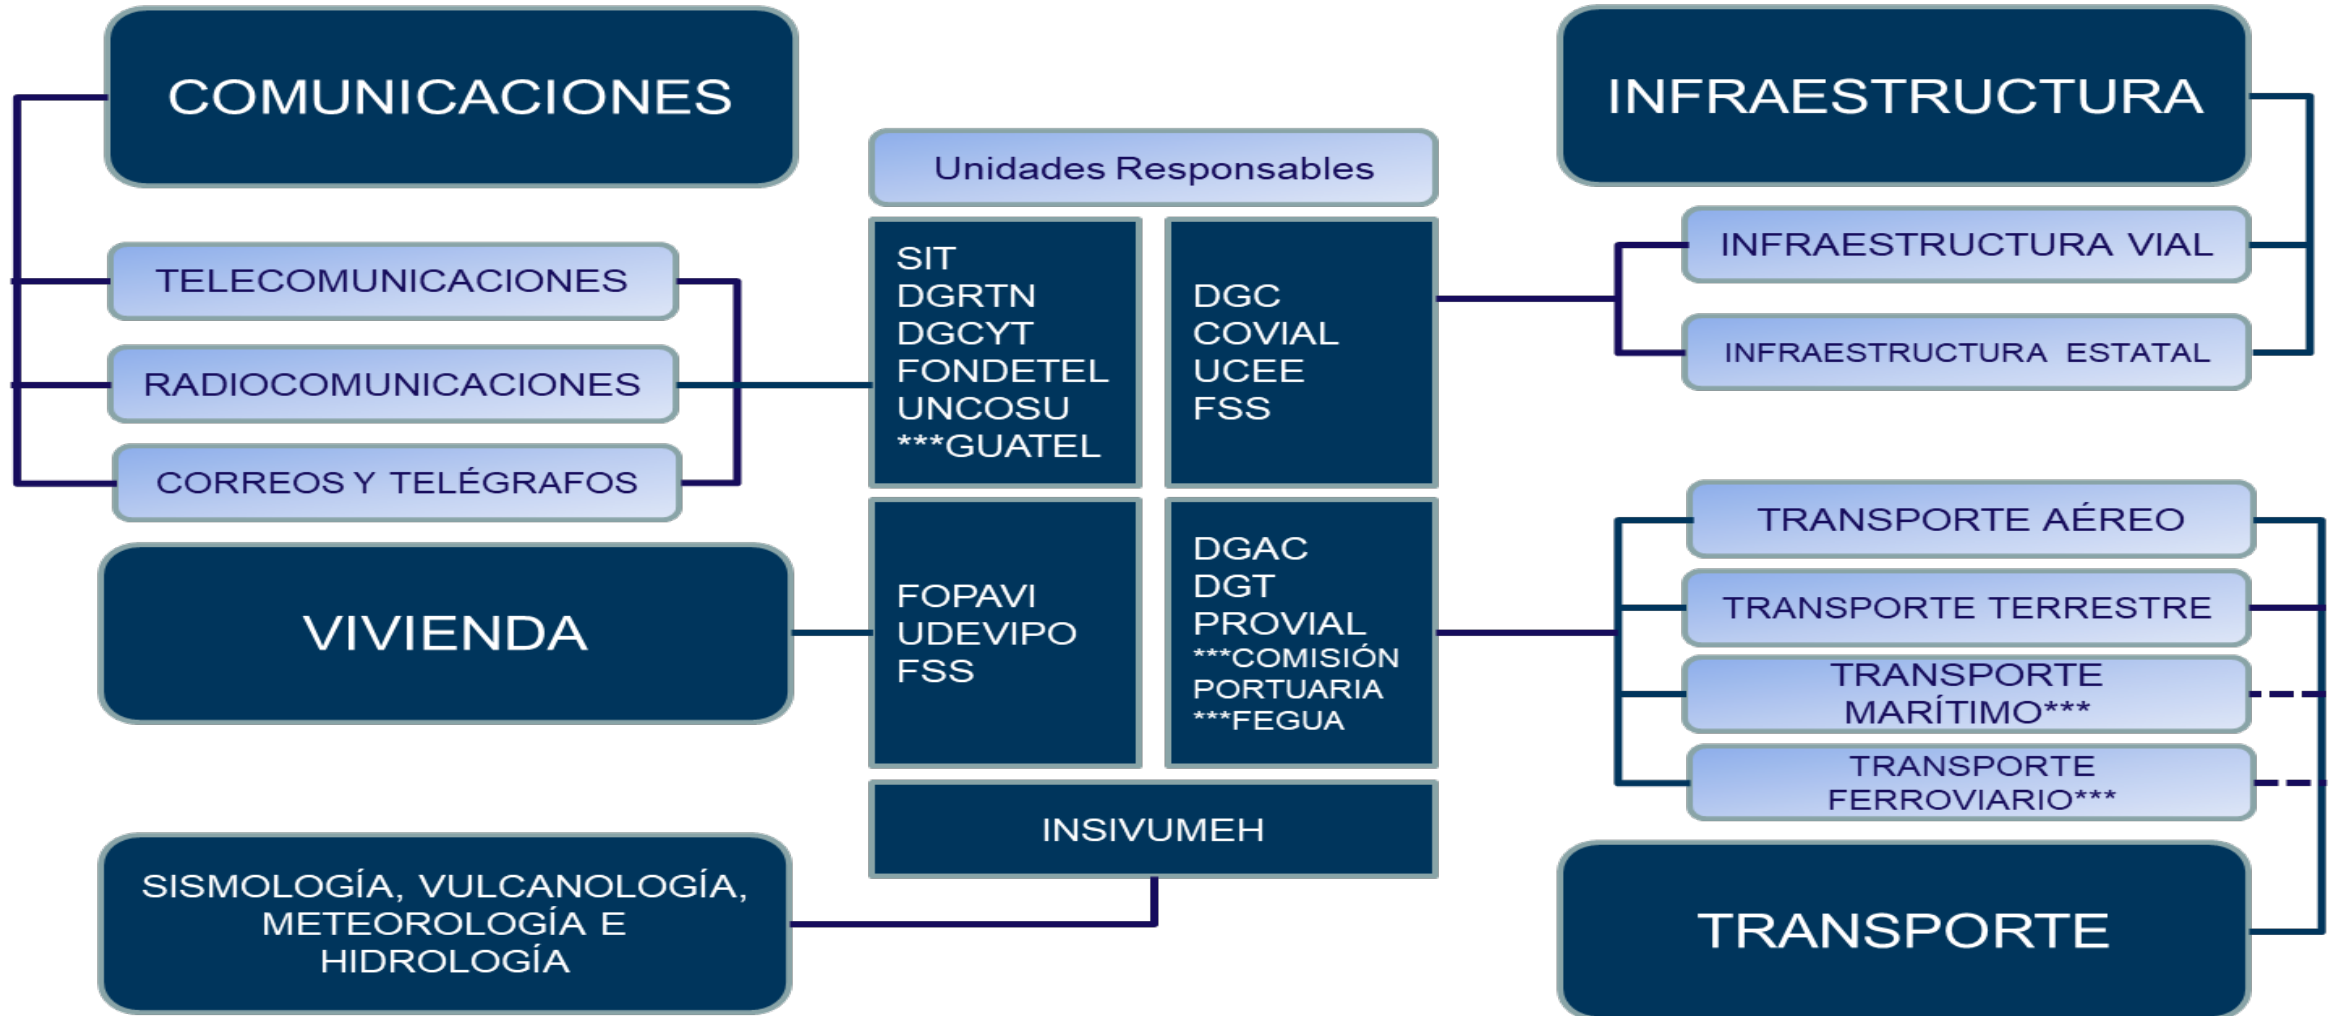 COMUNICACIONES
TELECOMUNICACIONES
RADIOCOMUNICACIONES
CORREOS Y TELÉGRAFOS
VIVIENDA
SISMOLOGÍA, VULCANOLOGÍA,
METEOROLOGÍA E
HIDROLOGÍA
Unidades Responsables
SIT
DGRTN
DGCYT
FONDETEL
UNCOSU
***GUATEL
DGC
COVIAL
UCEE
FSS
FOPAVI
UDEVIPO
FSS
DGAC
DGT
PROVIAL
***COMISIÓN
PORTUARIA
***FEGUA
INSIVUMEH
INFRAESTRUCTURA
INFRAESTRUCTURA VIAL
INFRAESTRUCTURA ESTATAL
TRANSPORTE AÉREO
TRANSPORTE TERRESTRE
TRANSPORTE
MARÍTIMO***
TRANSPORTE
FERROVIARIO***
TRANSPORTE